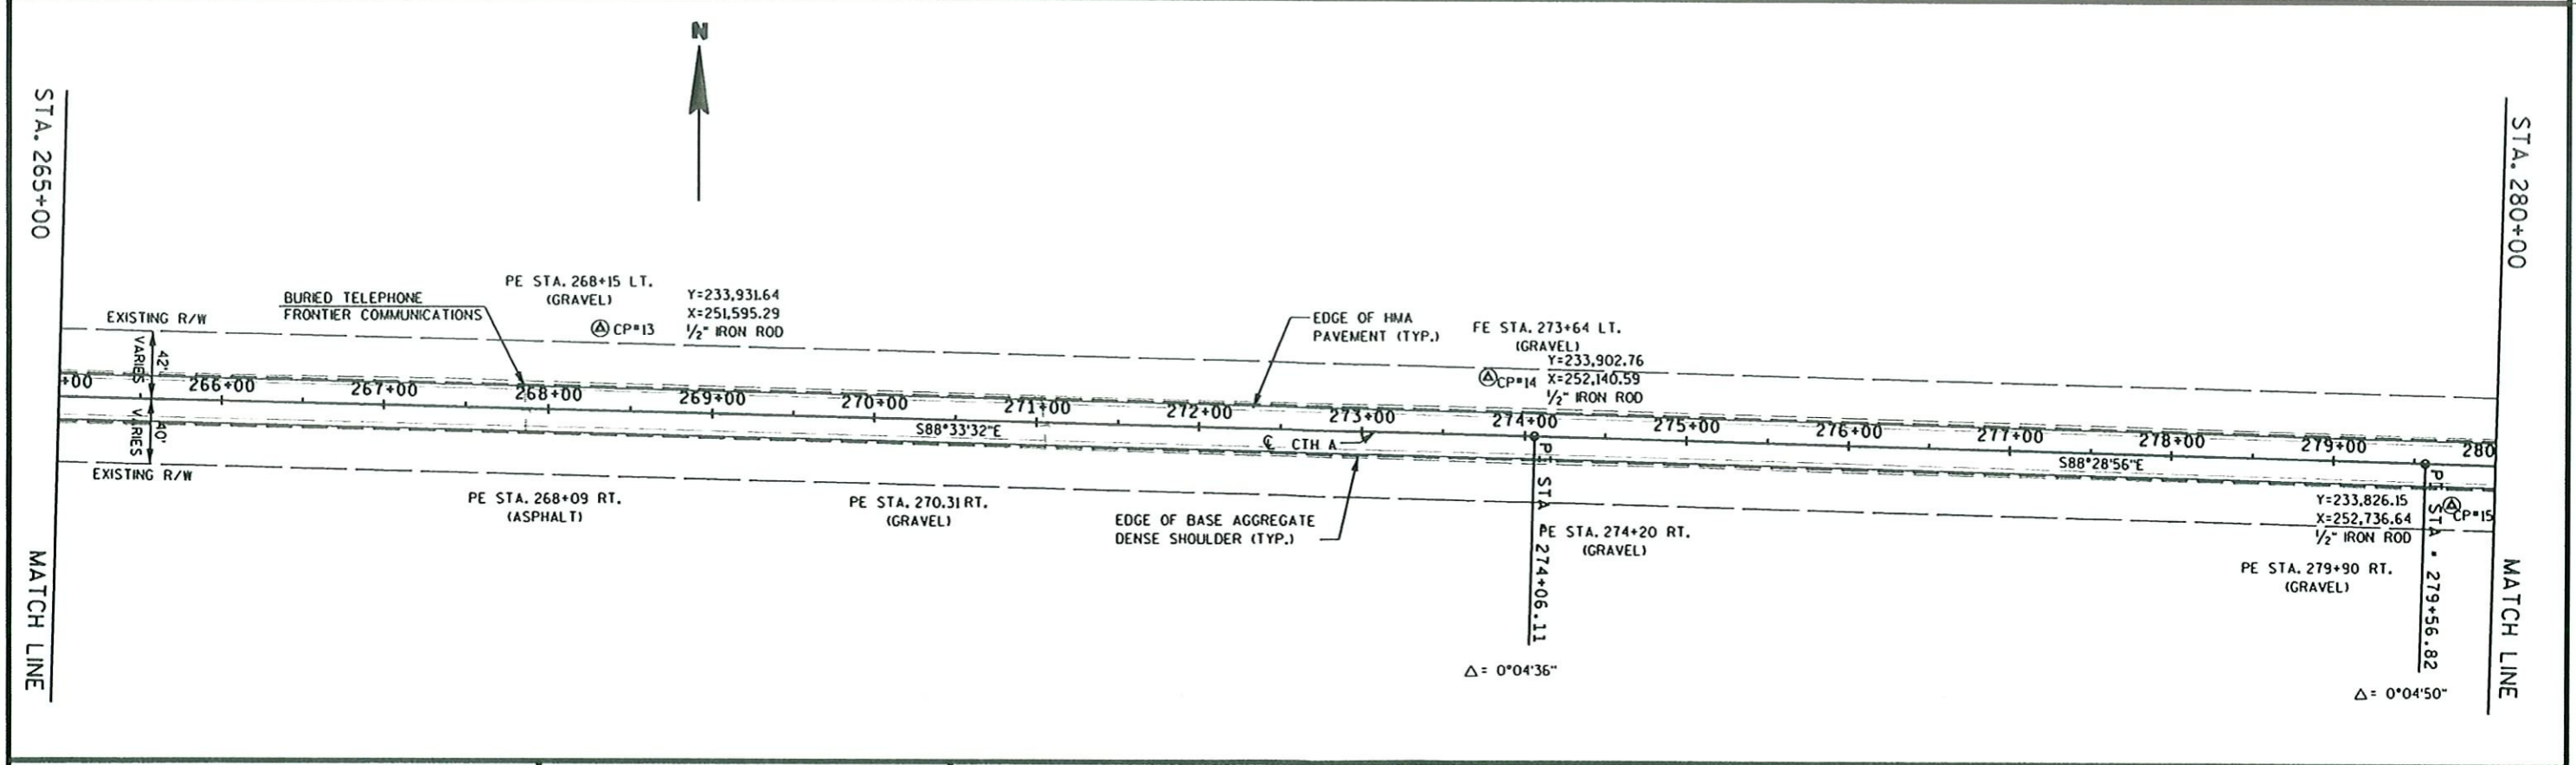 N
STA. 265+00
STA. 280+00
PE STA. 268+15 LT.
(GRAVEL)
BURIED TELEPHONE
FRONTIER COMMUNICATIONS
Y=233,931.64
X=251,595.29
1/2" IRON ROD
CP#13
EXISTING R/W
EDGE OF HMA
PAVEMENT (TYP.)
FE STA. 273+64 LT.
(GRAVEL)
Y=233,902.76
X=252,140.59
1/2" IRON ROD
CP#14
42'
VARIES
+00
266+00
267+00
268+00
269+00
270+00
271+00
272+00
273+00
274+00
275+00
276+00
277+00
278+00
279+00
280
40'
VARIES
S88°33'32"E
℄ CTH A
S88°28'56"E
EXISTING R/W
PE STA. 268+09 RT.
(ASPHALT)
PE STA. 270.31 RT.
(GRAVEL)
EDGE OF BASE AGGREGATE
DENSE SHOULDER (TYP.)
PI STA. 274+06.11
PE STA. 274+20 RT.
(GRAVEL)
Y=233,826.15
X=252,736.64
1/2" IRON ROD
CP#15
PI STA. 279+56.82
PE STA. 279+90 RT.
(GRAVEL)
Δ= 0°04'36"
Δ= 0°04'50"
MATCH LINE
MATCH LINE